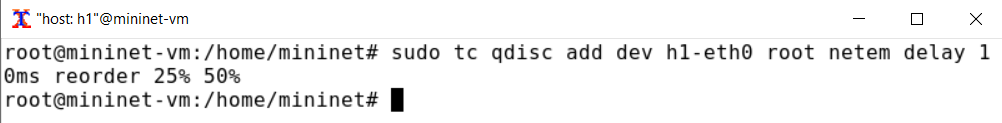 "host: h1"@mininet-vm
root@mininet-vm:/home/mininet# sudo tc qdisc add dev h1-eth0 root netem delay 1
0ms reorder 25% 50%
root@mininet-vm:/home/mininet#